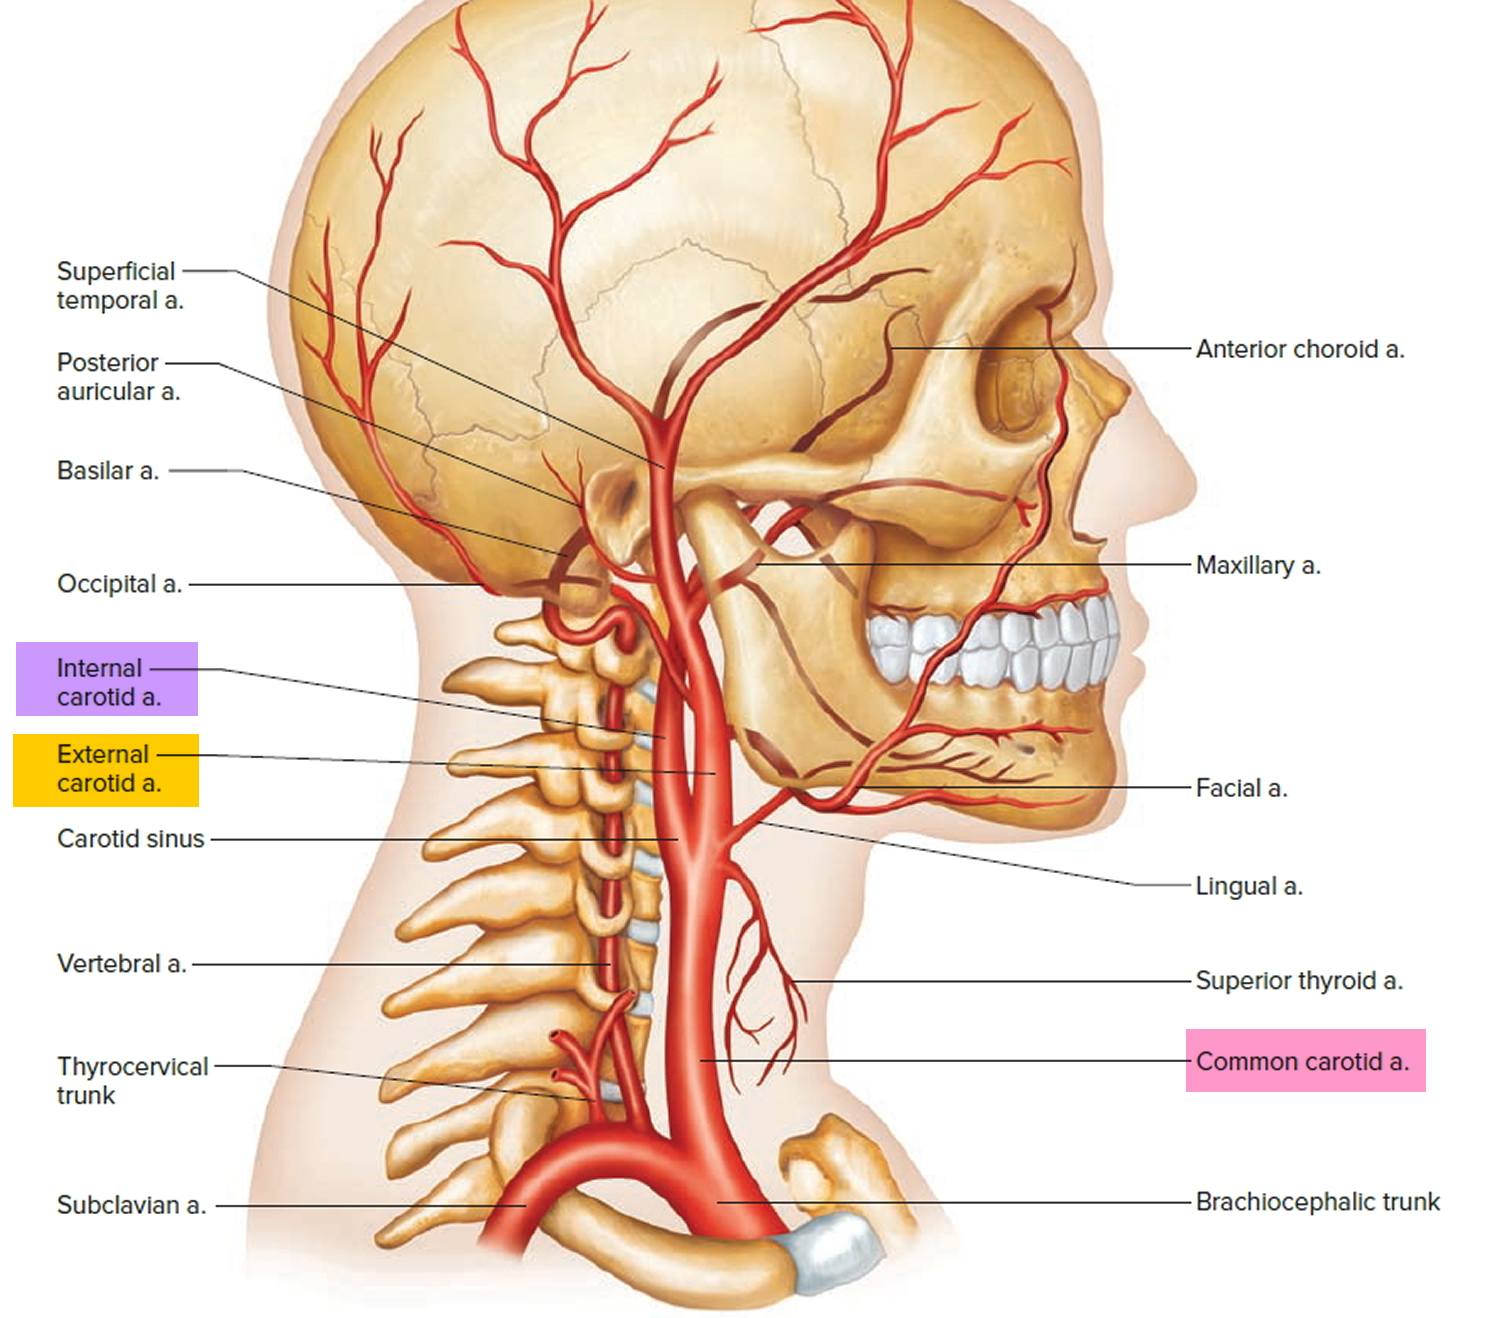 Superficial
temporal a.
Posterior
auricular a.
Basilar a.
Occipital a.
Internal
carotid a.
External
carotid a.
Carotid sinus
Vertebral a.
Thyrocervical
trunk
Subclavian a.
Anterior choroid a.
Maxillary a.
Facial a.
Lingual a.
Superior thyroid a.
Common carotid a.
Brachiocephalic trunk